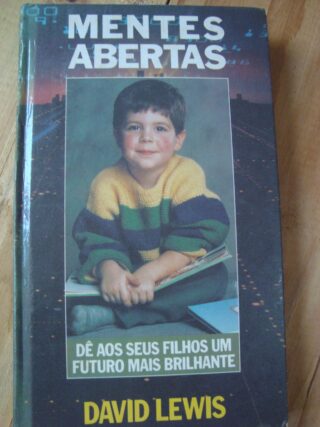 MENTES
ABERTAS
DÊ AOS SEUS FILHOS UM
FUTURO MAIS BRILHANTE
DAVID LEWIS